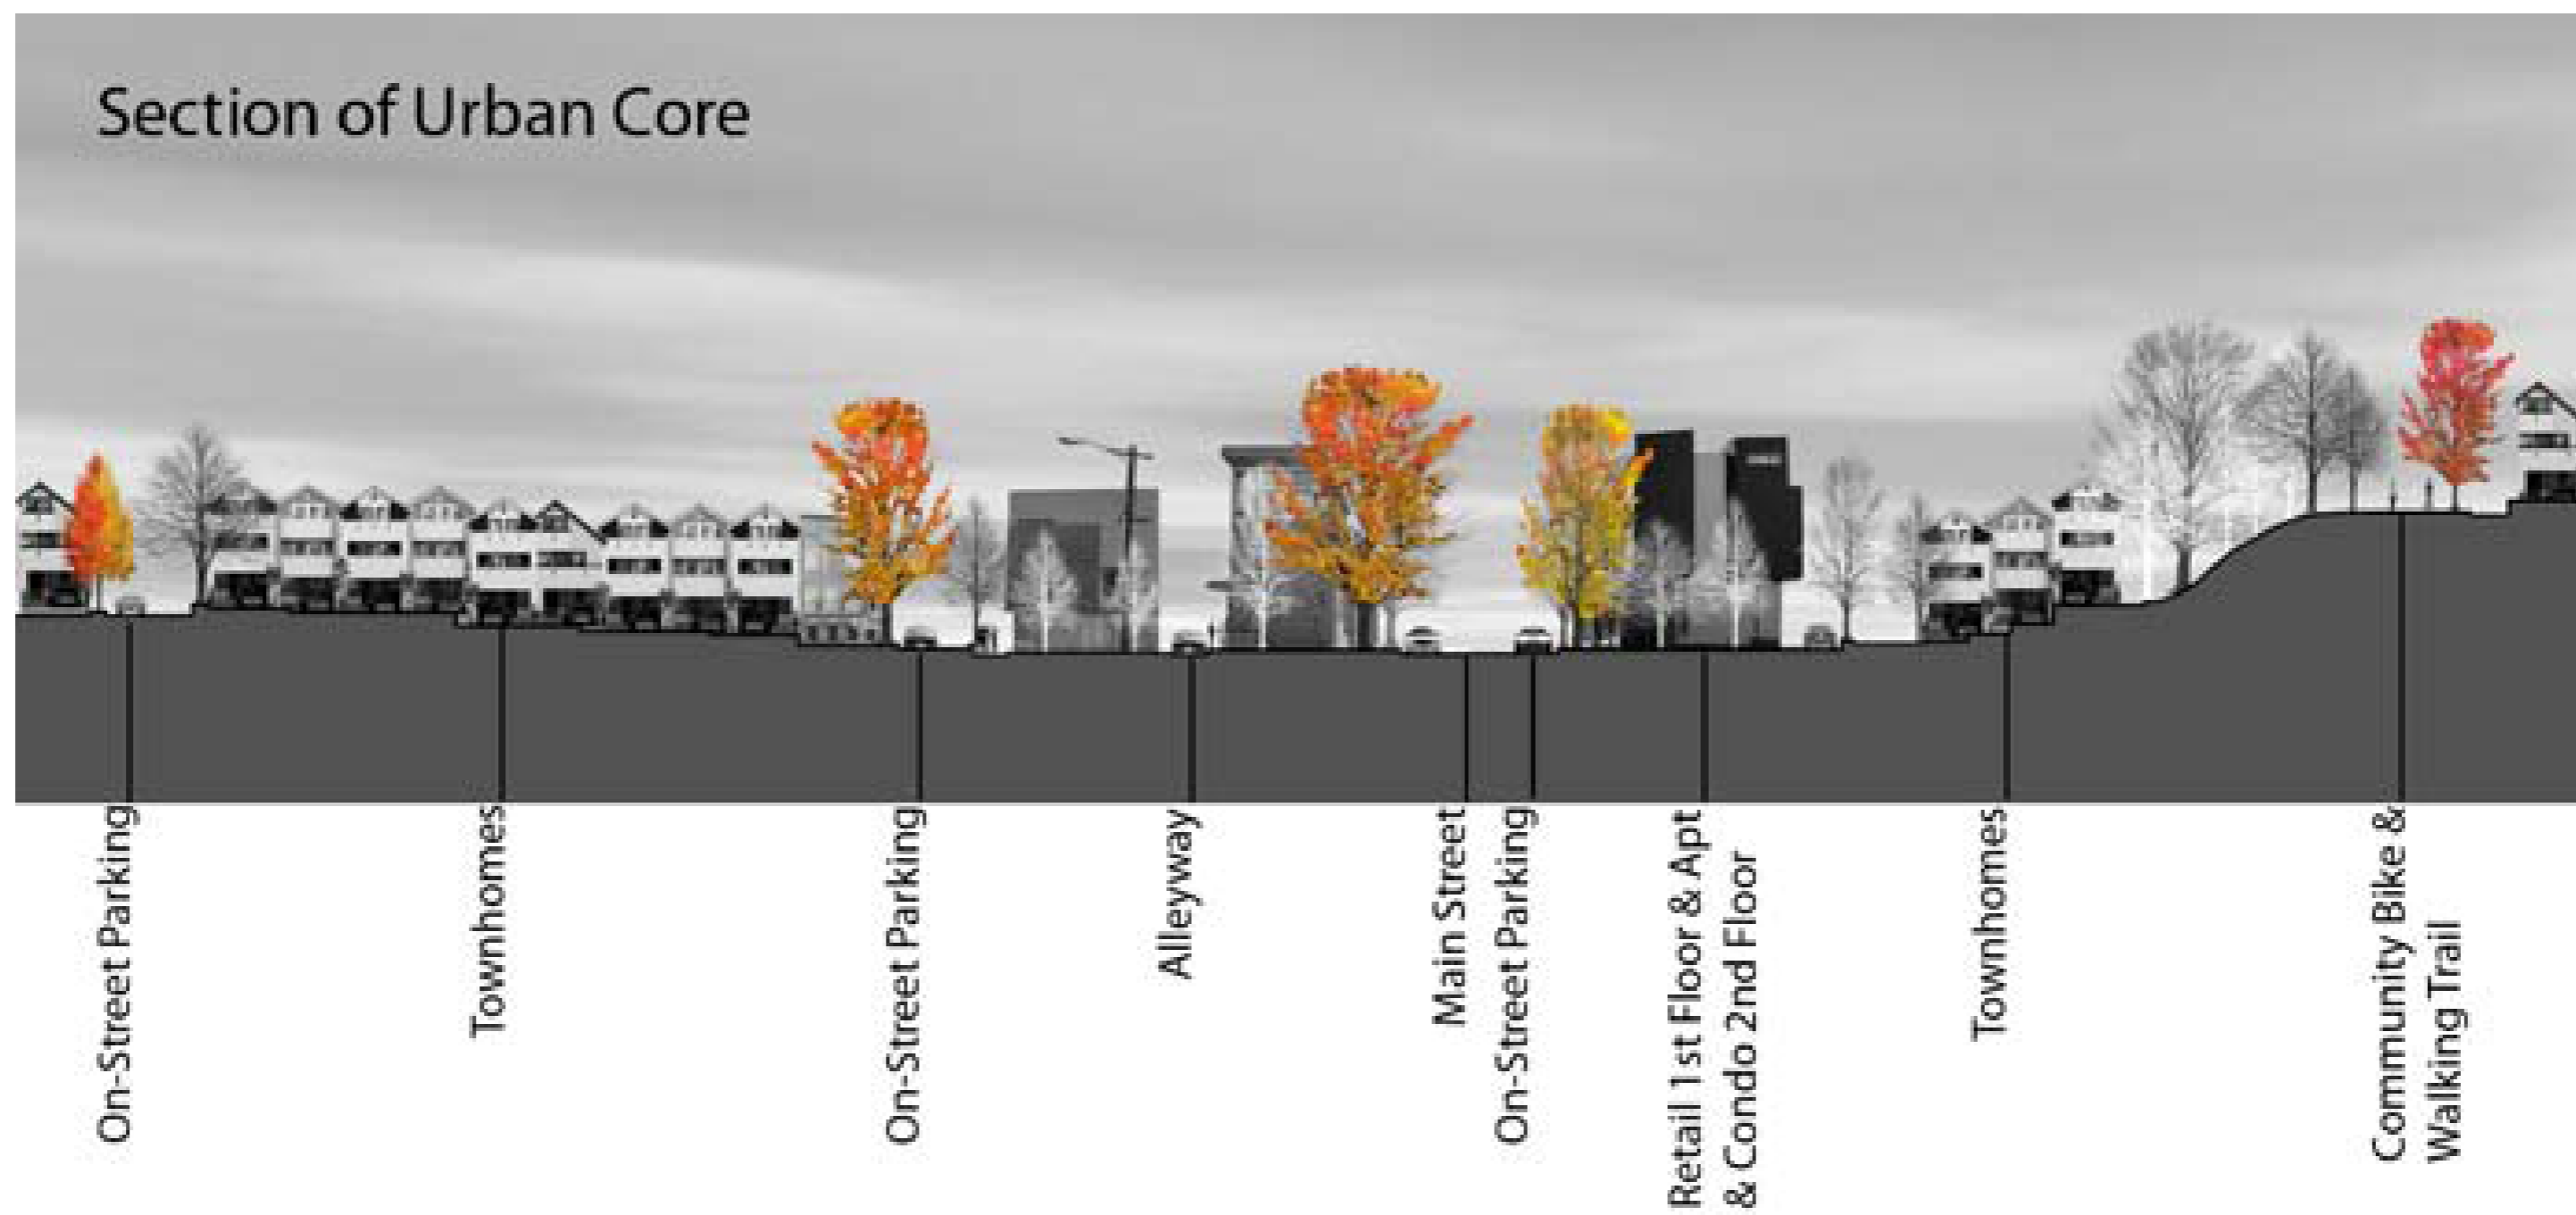 Section of Urban Core
On-Street Parking
Townhomes
On-Street Parking
Alleyway
Main Street
On-Street Parking
Retail 1st Floor & Apt
& Condo 2nd Floor
Townhomes
Community Bike &
Walking Trail